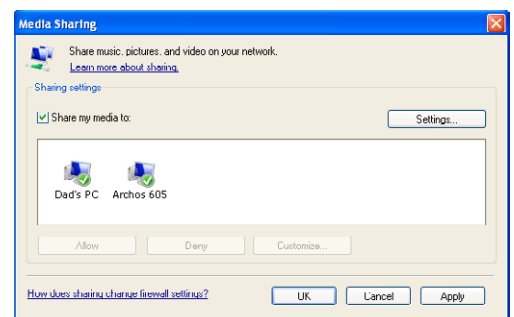 Media Sharing
Share music, pictures, and video on your network.
Learn more about sharing.
Sharing settings
Share my media to:
Settings...
Dad's PC Archos 605
Allow Deny Customize...
How does sharing change firewall settings? OK Cancel Apply